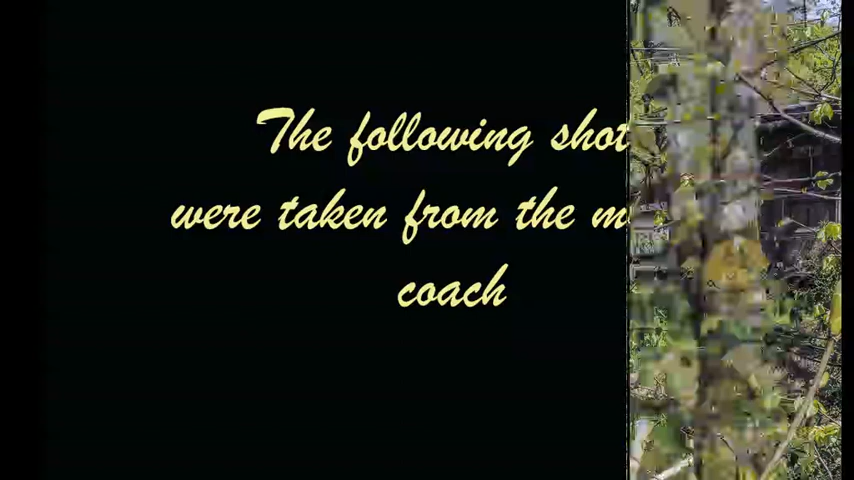 The following shot
were taken from the m
coach